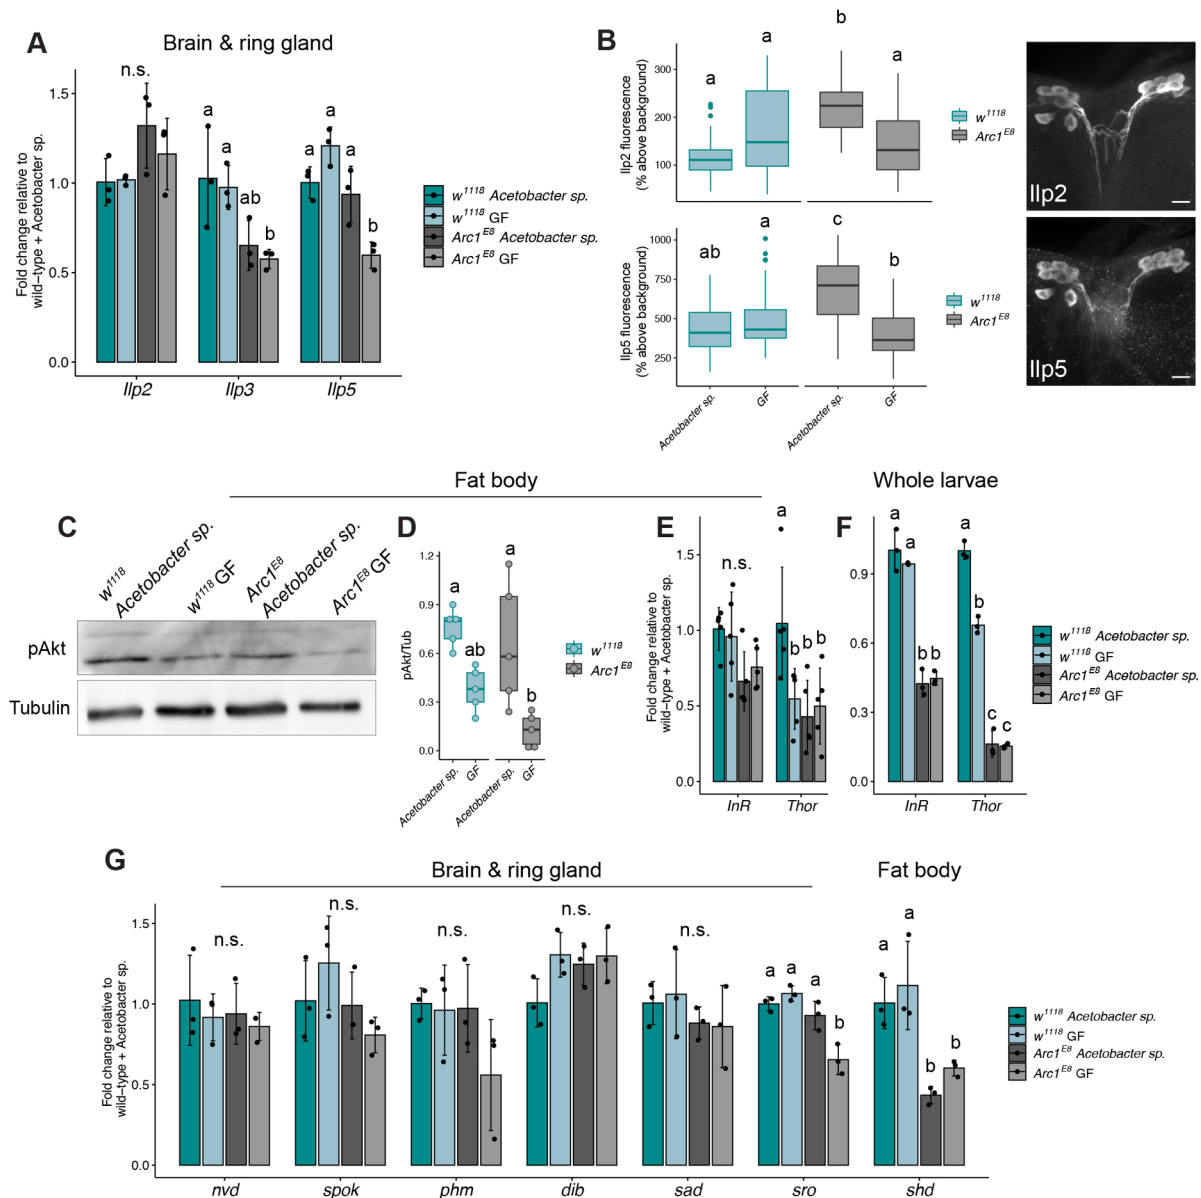 A
Brain & ring gland
Fold change relative to
wild−type + Acetobacter sp.
1.5
1.0
0.5
0.0
n.s.
a
a
ab
b
a
a
a
b
Ilp2
Ilp3
Ilp5
w1118 Acetobacter sp.
w1118 GF
Arc1E8 Acetobacter sp.
Arc1E8 GF
B
Ilp2 fluorescence
(% above background)
300
200
100
a
a
b
a
w1118
Arc1E8
Ilp5 fluorescence
(% above background)
1000
750
500
250
ab
a
c
b
w1118
Arc1E8
Acetobacter sp.
GF
Acetobacter sp.
GF
Ilp2
Ilp5
Fat body
Whole larvae
C
w1118
Acetobacter sp.
w1118 GF
Arc1E8
Acetobacter sp.
Arc1E8 GF
pAkt
Tubulin
D
pAkt/Tub
1.2
0.9
0.6
0.3
0.0
a
ab
a
b
Acetobacter sp.
GF
Acetobacter sp.
GF
w1118
Arc1E8
E
Fold change relative to
wild−type + Acetobacter sp.
1.5
1.0
0.5
0.0
n.s.
a
b
b
b
InR
Thor
F
0.9
0.6
0.3
0.0
a
a
b
b
a
b
c
c
InR
Thor
w1118 Acetobacter sp.
w1118 GF
Arc1E8 Acetobacter sp.
Arc1E8 GF
G
Brain & ring gland
Fat body
Fold change relative to
wild−type + Acetobacter sp.
1.5
1.0
0.5
0.0
n.s.
n.s.
n.s.
n.s.
n.s.
a
a
a
b
a
a
b
b
nvd
spok
phm
dib
sad
sro
shd
w1118 Acetobacter sp.
w1118 GF
Arc1E8 Acetobacter sp.
Arc1E8 GF